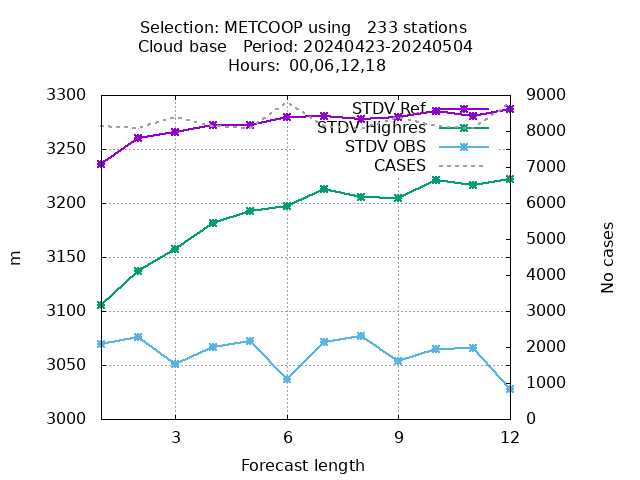 Selection: METCOOP using   233 stations
Cloud base   Period: 20240423-20240504
Hours:  00,06,12,18
3300
3250
3200
3150
3100
3050
3000
m
9000
8000
7000
6000
5000
4000
3000
2000
1000
0
No cases
STDV Ref
STDV Highres
STDV OBS
CASES
3
6
9
12
Forecast length